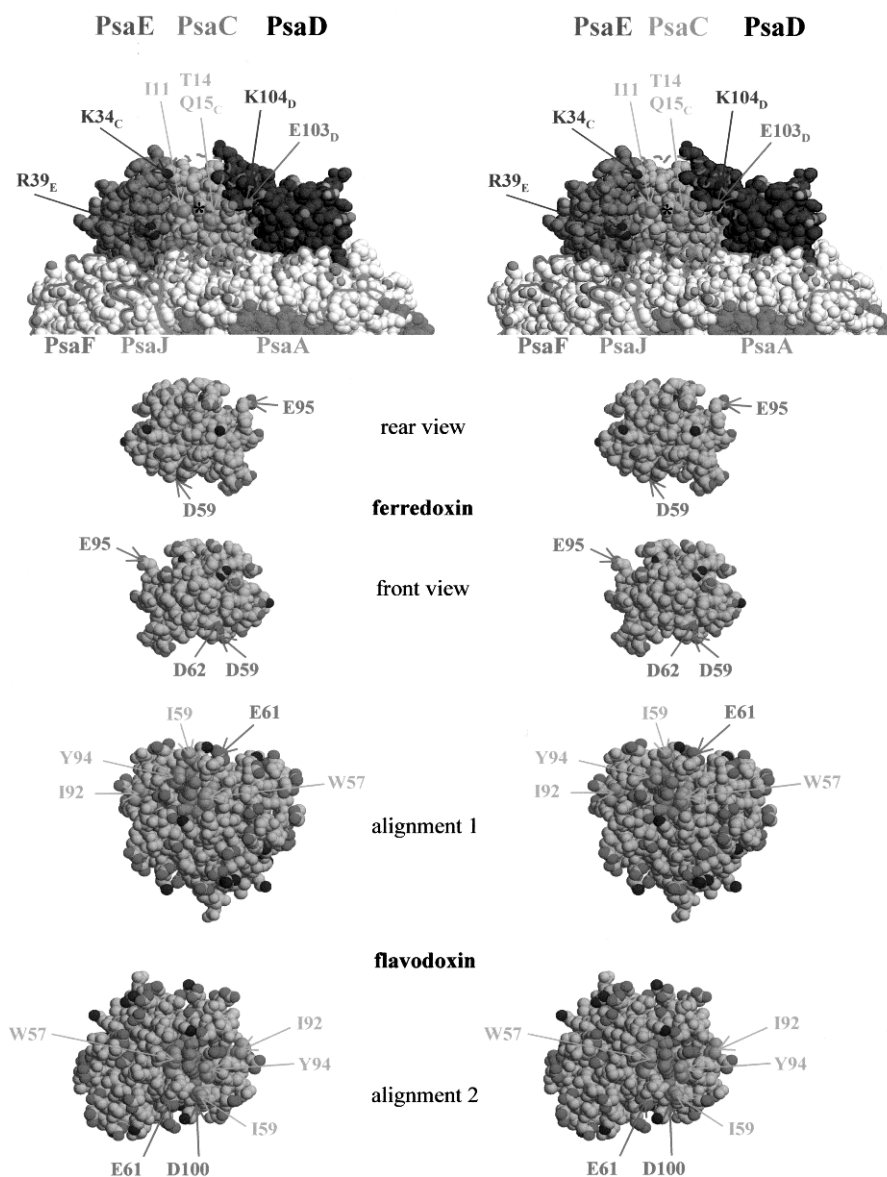 PsaE PsaC PsaD PsaE PsaC PsaD
T14 T14
I11 Q15C K104D I11 Q15C K104D
K34C E103D K34C E103D
R39E R39E
* *
PsaF PsaJ PsaA PsaF PsaJ PsaA
E95 E95
rear view
D59 ferredoxin D59
E95 E95
front view
D62 D59 D62 D59
I59 E61 I59 E61
Y94 Y94
I92 W57 I92 W57
alignment 1
flavodoxin
W57 I92 W57 I92
Y94 Y94
alignment 2
I59 I59
E61 D100 E61 D100